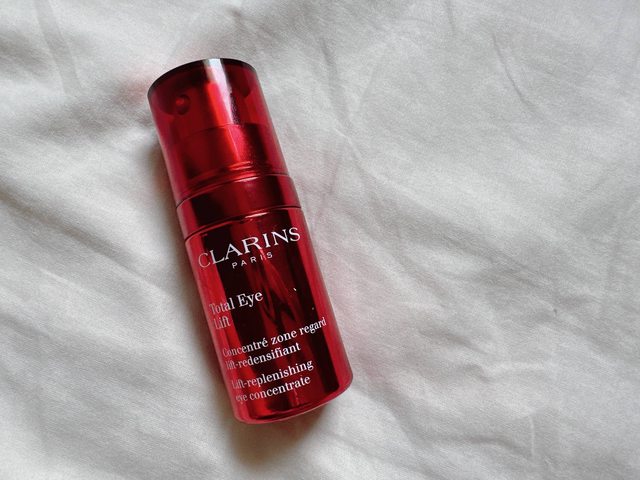 CLARINS
PARIS
Total Eye
Lift
Concentré zone regard
lift-redensifiant
Lift-replenishing
eye concentrate